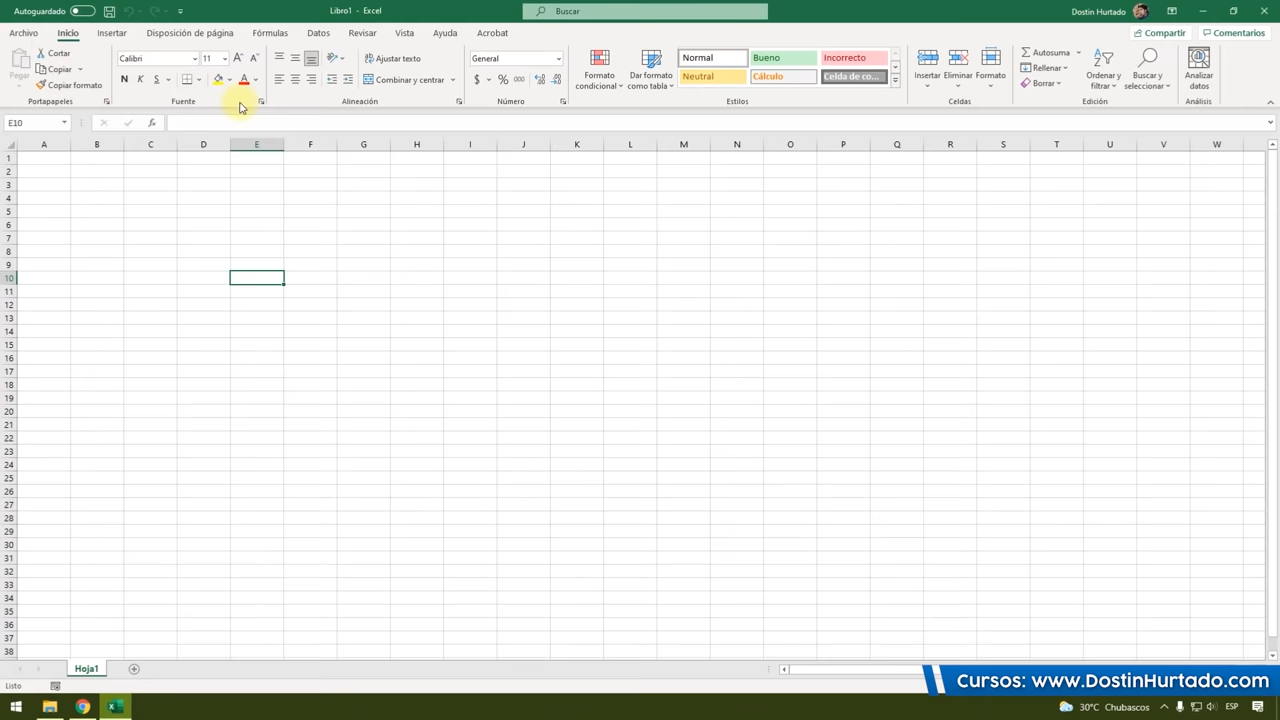 Autoguardado
Libro1 - Excel
Buscar
Dostin Hurtado
Archivo Inicio Insertar Disposición de página Fórmulas Datos Revisar Vista Ayuda Acrobat
Compartir Comentarios
Pegar
Cortar
Copiar
Copiar formato
Portapapeles
Calibri 11
N K S
Fuente
Ajustar texto
Combinar y centrar
Alineación
General
$ % 000
Número
Formato
condicional
Dar formato
como tabla
Normal Bueno Incorrecto
Neutral Cálculo Celda de co...
Estilos
Insertar Eliminar Formato
Celdas
Autosuma
Rellenar
Borrar
Ordenar y
filtrar
Buscar y
seleccionar
Edición
Analizar
datos
Análisis
E10
fx
A B C D E F G H I J K L M N O P Q R S T U V W
1
2
3
4
5
6
7
8
9
10
11
12
13
14
15
16
17
18
19
20
21
22
23
24
25
26
27
28
29
30
31
32
33
34
35
36
37
38
Hoja1
Listo
Cursos: www.DostinHurtado.com
30°C Chubascos
ESP